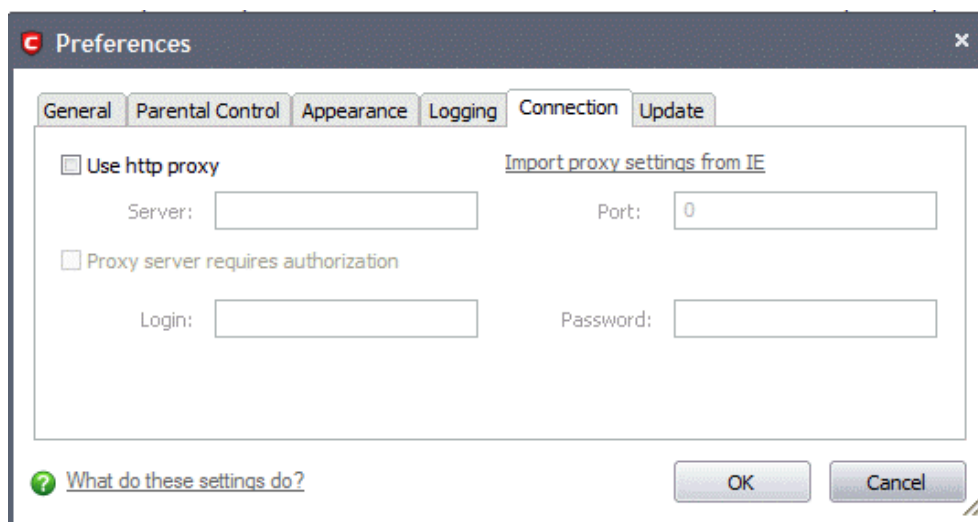 Preferences
General Parental Control Appearance Logging Connection Update
Use http proxy Import proxy settings from IE
Server: Port: 0
Proxy server requires authorization
Login: Password:
What do these settings do? OK Cancel